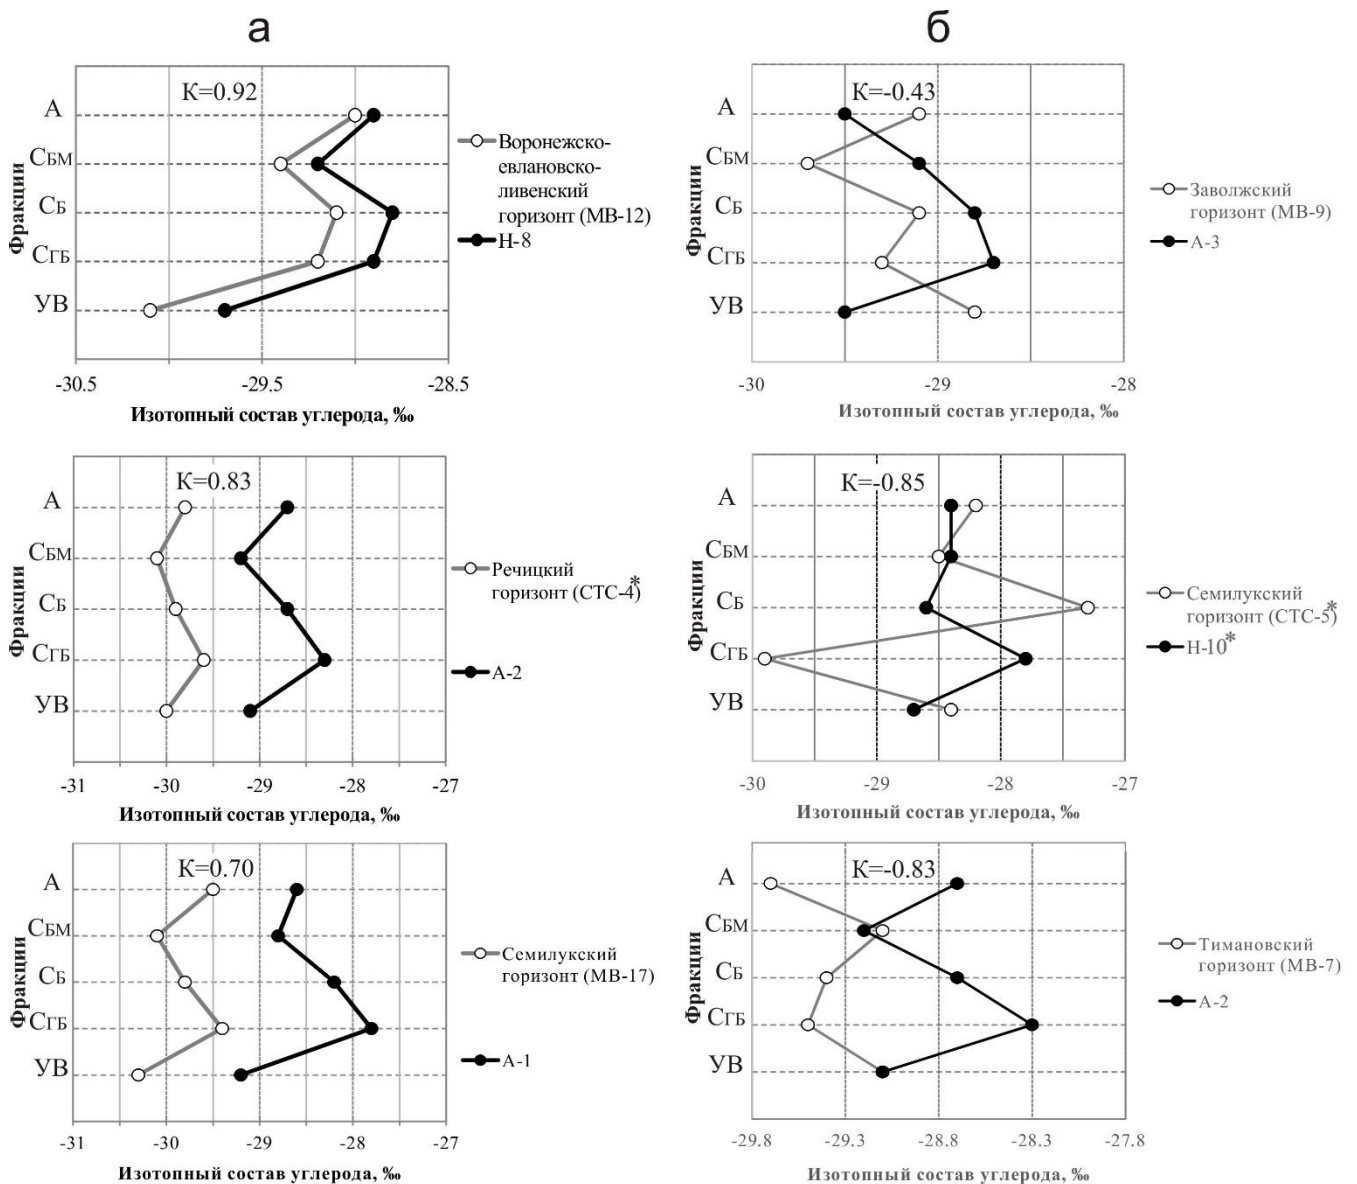 а
К=0.92
Фракции
А
СБМ
СБ
СГБ
УВ
-30.5
-29.5
-28.5
Изотопный состав углерода, ‰
Воронежско-
евлановско-
ливенский
горизонт (МВ-12)
Н-8
К=0.83
Фракции
А
СБМ
СБ
СГБ
УВ
-31
-30
-29
-28
-27
Изотопный состав углерода, ‰
Речицкий
горизонт (СТС-4*)
А-2
К=0.70
Фракции
А
СБМ
СБ
СГБ
УВ
-31
-30
-29
-28
-27
Изотопный состав углерода, ‰
Семилукский
горизонт (МВ-17)
А-1
б
К=-0.43
Фракции
А
СБМ
СБ
СГБ
УВ
-30
-29
-28
Изотопный состав углерода, ‰
Заволжский
горизонт (МВ-9)
А-3
К=-0.85
Фракции
А
СБМ
СБ
СГБ
УВ
-30
-29
-28
-27
Изотопный состав углерода, ‰
Семилукский
горизонт (СТС-5*)
Н-10*
К=-0.83
Фракции
А
СБМ
СБ
СГБ
УВ
-29.8
-29.3
-28.8
-28.3
-27.8
Изотопный состав углерода, ‰
Тимановский
горизонт (МВ-7)
А-2